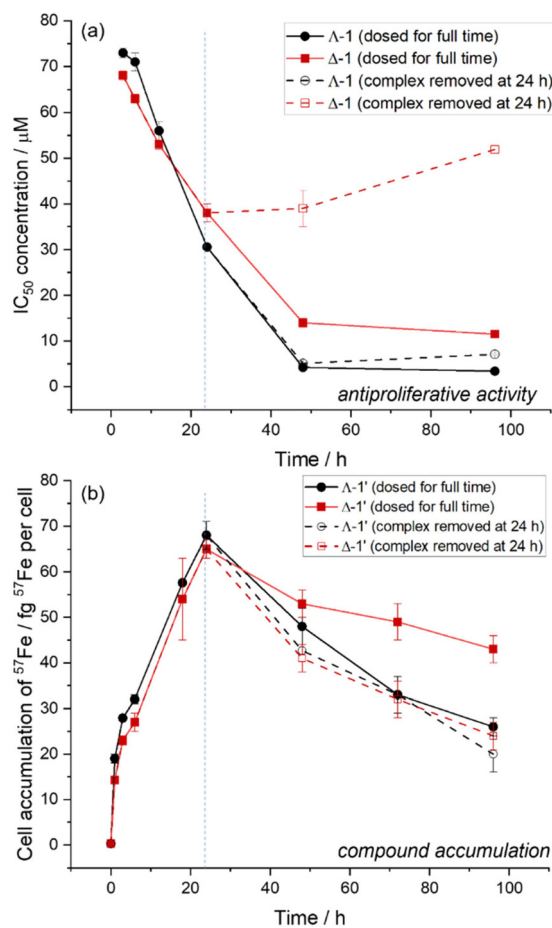 (a)
Λ-1 (dosed for full time)
Δ-1 (dosed for full time)
Λ-1 (complex removed at 24 h)
Δ-1 (complex removed at 24 h)
80
70
60
50
40
30
20
10
0
IC₅₀ concentration / μM
antiproliferative activity
0 20 40 60 80 100
Time / h
(b)
Λ-1' (dosed for full time)
Δ-1' (dosed for full time)
Λ-1' (complex removed at 24 h)
Δ-1' (complex removed at 24 h)
80
70
60
50
40
30
20
10
0
Cell accumulation of ⁵⁷Fe / fg ⁵⁷Fe per cell
compound accumulation
0 20 40 60 80 100
Time / h